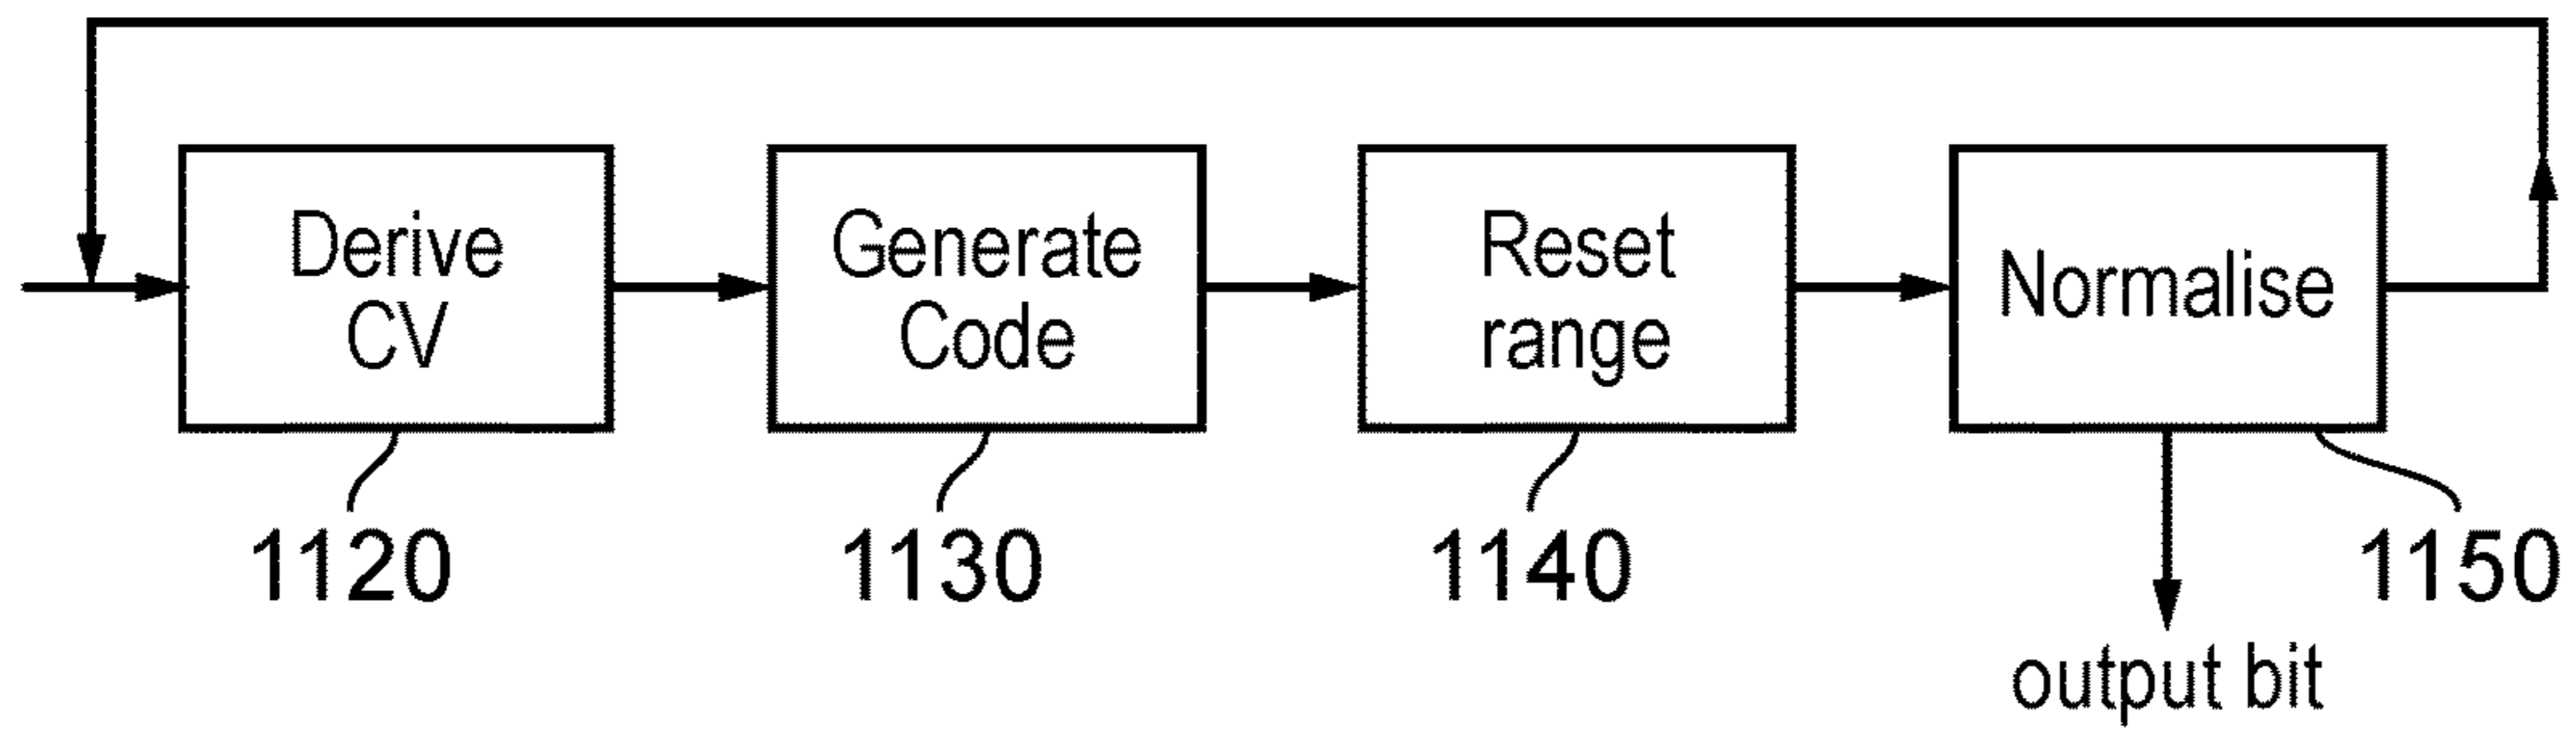 Derive
CV
Generate
Code
Reset
range
Normalise
1120
1130
1140
1150
output bit